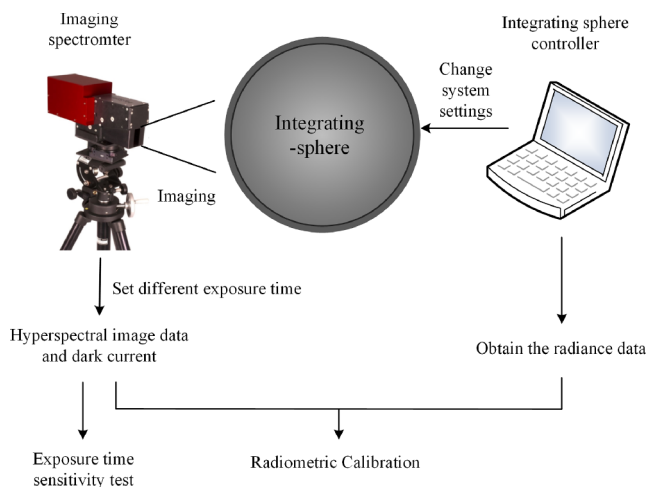 Imaging
spectromter
Integrating sphere
controller
Change
system
settings
Integrating
-sphere
Imaging
Set different exposure time
Hyperspectral image data
and dark current
Obtain the radiance data
Exposure time
sensitivity test
Radiometric Calibration